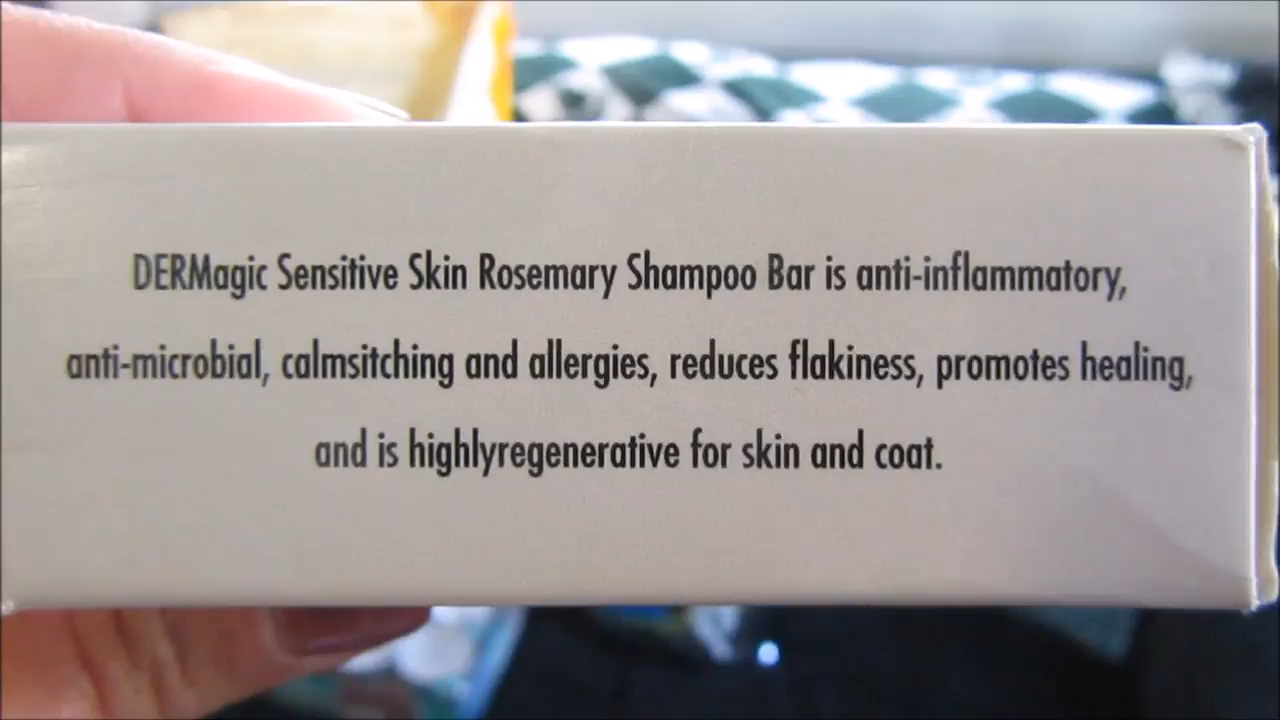 DERMagic Sensitive Skin Rosemary Shampoo Bar is anti-inflammatory,
anti-microbial, calmsitching and allergies, reduces flakiness, promotes healing,
and is highlyregenerative for skin and coat.